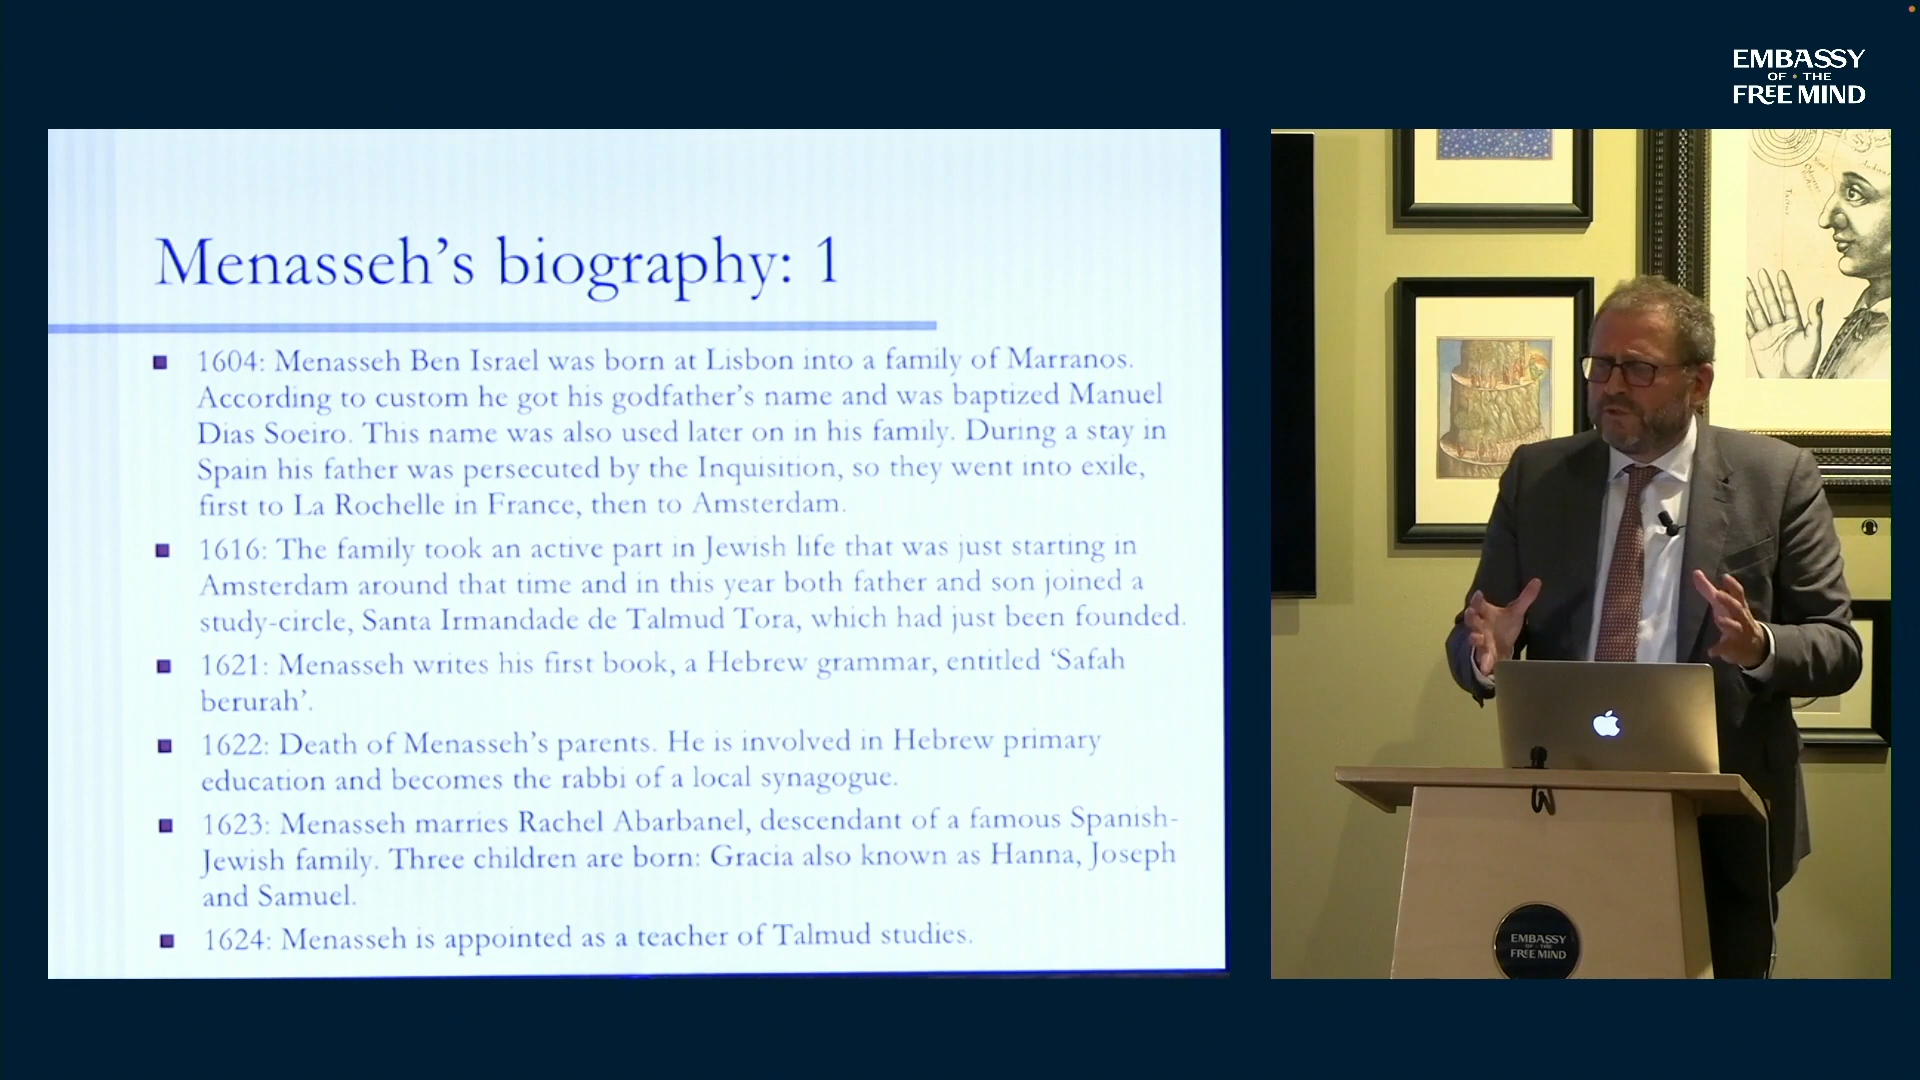 EMBASSY
OF • THE
FREE MIND
Menasseh's biography: 1
1604: Menasseh Ben Israel was born at Lisbon into a family of Marranos.
According to custom he got his godfather's name and was baptized Manuel
Dias Soeiro. This name was also used later on in his family. During a stay in
Spain his father was persecuted by the Inquisition, so they went into exile,
first to La Rochelle in France, then to Amsterdam.
1616: The family took an active part in Jewish life that was just starting in
Amsterdam around that time and in this year both father and son joined a
study-circle, Santa Irmandade de Talmud Tora, which had just been founded.
1621: Menasseh writes his first book, a Hebrew grammar, entitled ‘Safah
berurah’.
1622: Death of Menasseh's parents. He is involved in Hebrew primary
education and becomes the rabbi of a local synagogue.
1623: Menasseh marries Rachel Abarbanel, descendant of a famous Spanish-
Jewish family. Three children are born: Gracia also known as Hanna, Joseph
and Samuel.
1624: Menasseh is appointed as a teacher of Talmud studies.
EMBASSY
OF • THE
FREE MIND